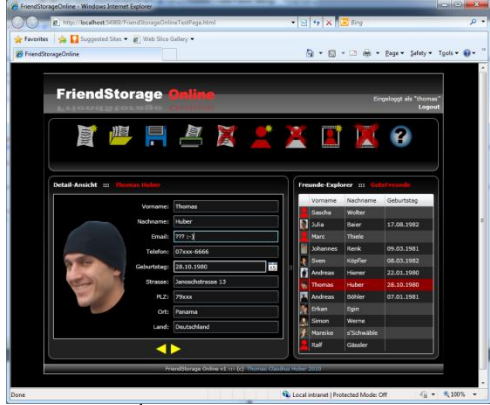 FriendStorageOnline - Windows Internet Explorer
http://localhost:54989/FriendStorageOnlineTestPage.html
Bing
Favorites Suggested Sites Web Slice Gallery
FriendStorageOnline
Page Safety Tools
FriendStorage Online
Eingeloggt als "thomas"
Logout
Detail-Ansicht ::: Thomas Huber
Vorname: Thomas
Nachname: Huber
Email: ??? :-)
Telefon: 07xxx-6666
Geburtstag: 28.10.1980
Strasse: Janoschstrasse 13
PLZ: 79xxx
Ort: Panama
Land: Deutschland
Freunde-Explorer ::: GuteFreunde
Vorname Nachname Geburtstag
Sascha Wolter
Julia Baier 17.08.1982
Marc Thiele
Johannes Renk 09.03.1981
Sven Köpfler 08.03.1982
Andreas Hiemer 22.01.1980
Thomas Huber 28.10.1980
Andreas Böhler 07.01.1981
Erkan Egin
Simon Werne
Mareike s'Schwäble
Ralf Gässler
FriendStorage Online v1 ::: (c) Thomas Claudius Huber 2010
Done
Local intranet | Protected Mode: Off
100%